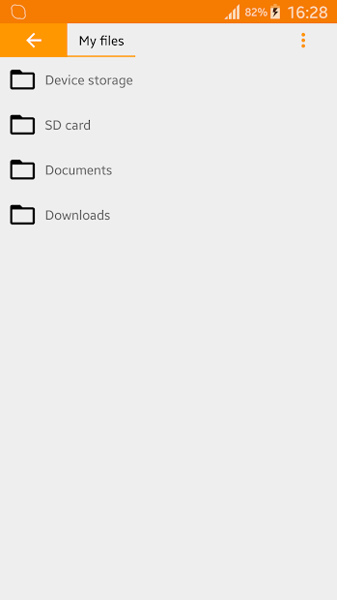 82% 16:28
My files
Device storage
SD card
Documents
Downloads